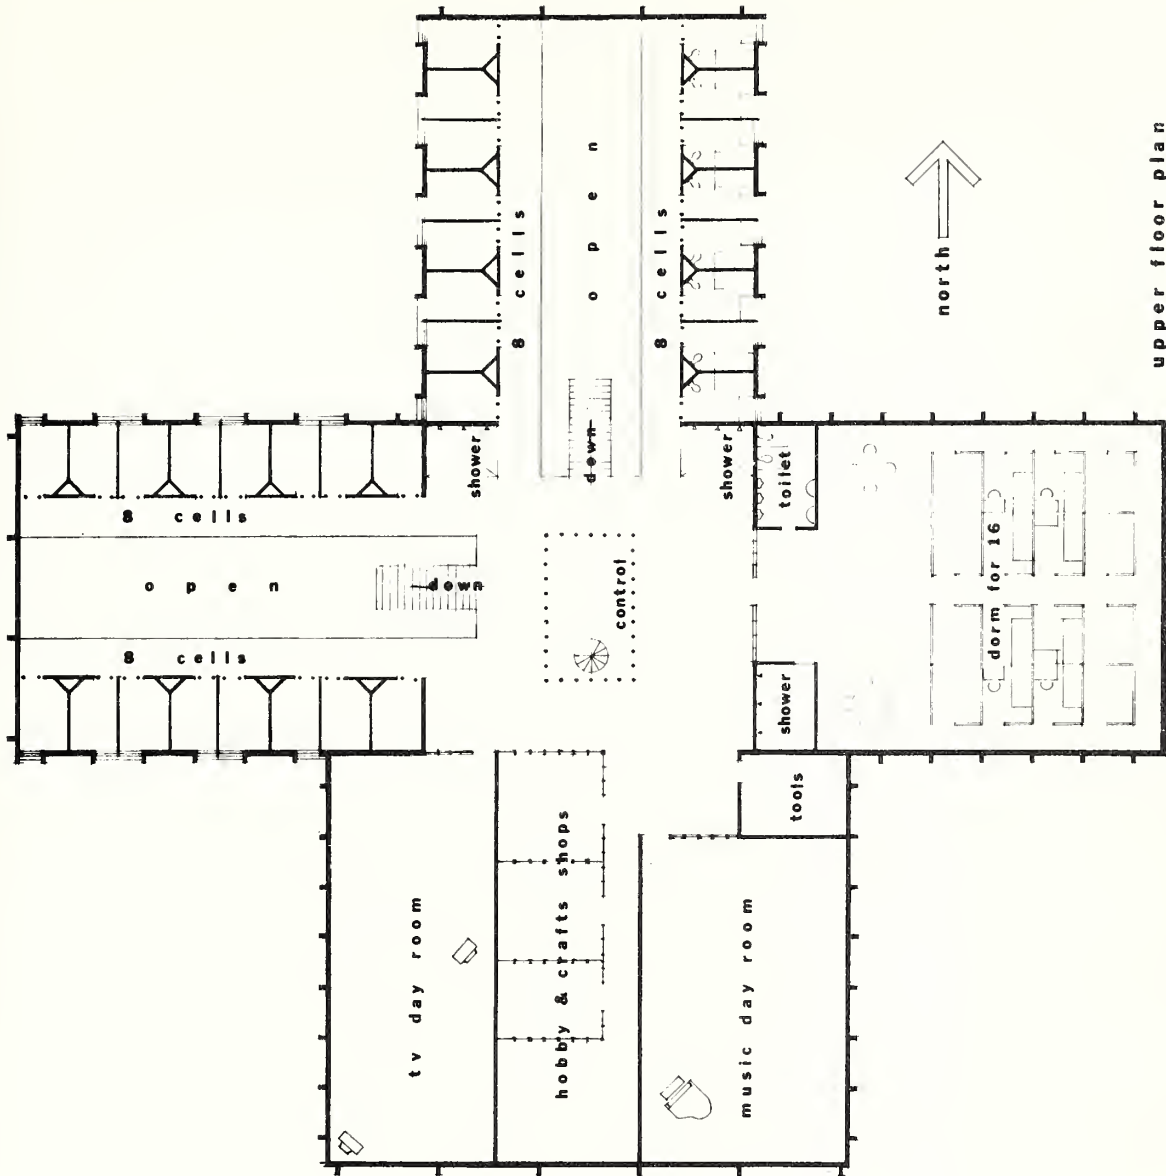 upper floor plan
north
open
8 cells
8 cells
down
shower
shower
8 cells
open
8 cells
down
control
toilet
shower
dorm for 16
tools
tv day room
hobby & crafts shops
music day room